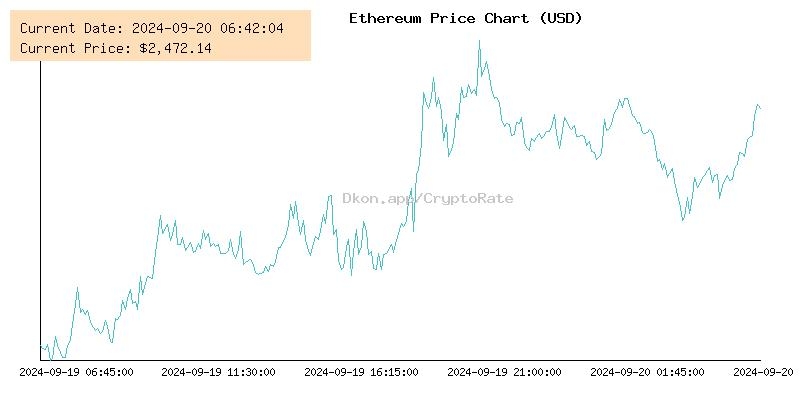 Ethereum Price Chart (USD)
Current Date: 2024-09-20 06:42:04
Current Price: $2,472.14
Dkon.app/CryptoRate
2024-09-19 06:45:00 2024-09-19 11:30:00 2024-09-19 16:15:00 2024-09-19 21:00:00 2024-09-20 01:45:00 2024-09-20